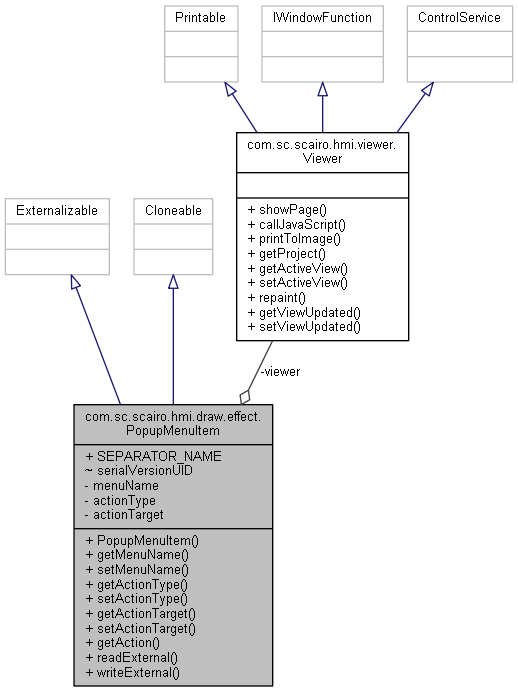 Printable
IWindowFunction
ControlService
com.sc.scairo.hmi.viewer.
Viewer
+ showPage()
+ callJavaScript()
+ printToImage()
+ getProject()
+ getActiveView()
+ setActiveView()
+ repaint()
+ getViewUpdated()
+ setViewUpdated()
Externalizable
Cloneable
-viewer
com.sc.scairo.hmi.draw.effect.
PopupMenuItem
+ SEPARATOR_NAME
~ serialVersionUID
- menuName
- actionType
- actionTarget
+ PopupMenuItem()
+ getMenuName()
+ setMenuName()
+ getActionType()
+ setActionType()
+ getActionTarget()
+ setActionTarget()
+ getAction()
+ readExternal()
+ writeExternal()